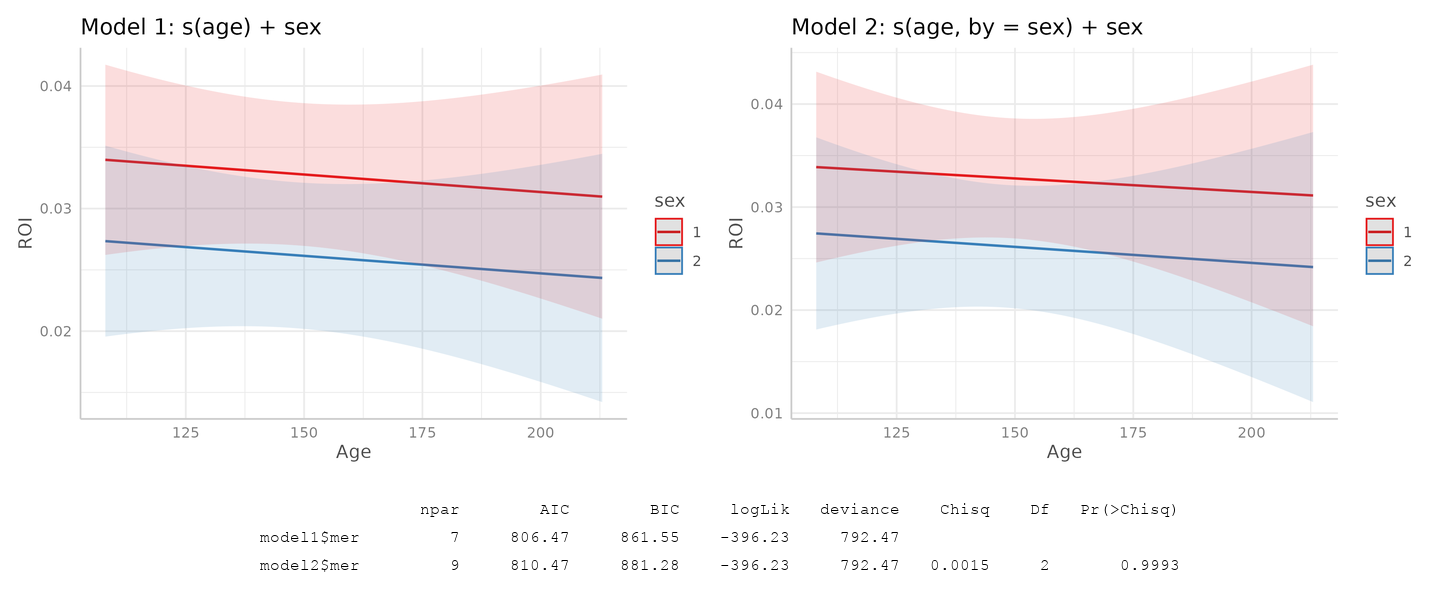 Model 1: s(age) + sex
0.04
0.03
0.02
ROI
125 150 175 200
Age
sex
1
2
Model 2: s(age, by = sex) + sex
0.04
0.03
0.02
0.01
ROI
125 150 175 200
Age
sex
1
2
npar AIC BIC logLik deviance Chisq Df Pr(>Chisq)
model1$mer 7 806.47 861.55 -396.23 792.47
model2$mer 9 810.47 881.28 -396.23 792.47 0.0015 2 0.9993